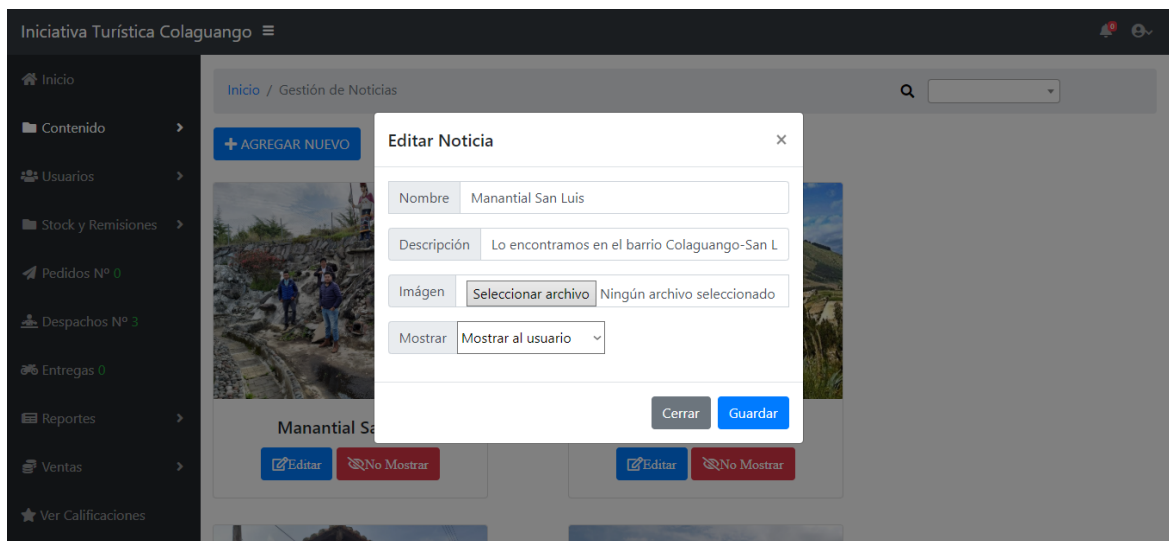 Iniciativa Turística Colaguango
0
Inicio
Inicio / Gestión de Noticias
Contenido
+ AGREGAR NUEVO
Editar Noticia
×
Usuarios
Nombre Manantial San Luis
Stock y Remisiones
Descripción Lo encontramos en el barrio Colaguango-San L
Pedidos Nº 0
Imágen Seleccionar archivo Ningún archivo seleccionado
Despachos Nº 3
Mostrar Mostrar al usuario
Entregas 0
Reportes
Cerrar Guardar
Manantial Sa
Ventas
Editar No Mostrar
Editar No Mostrar
Ver Calificaciones